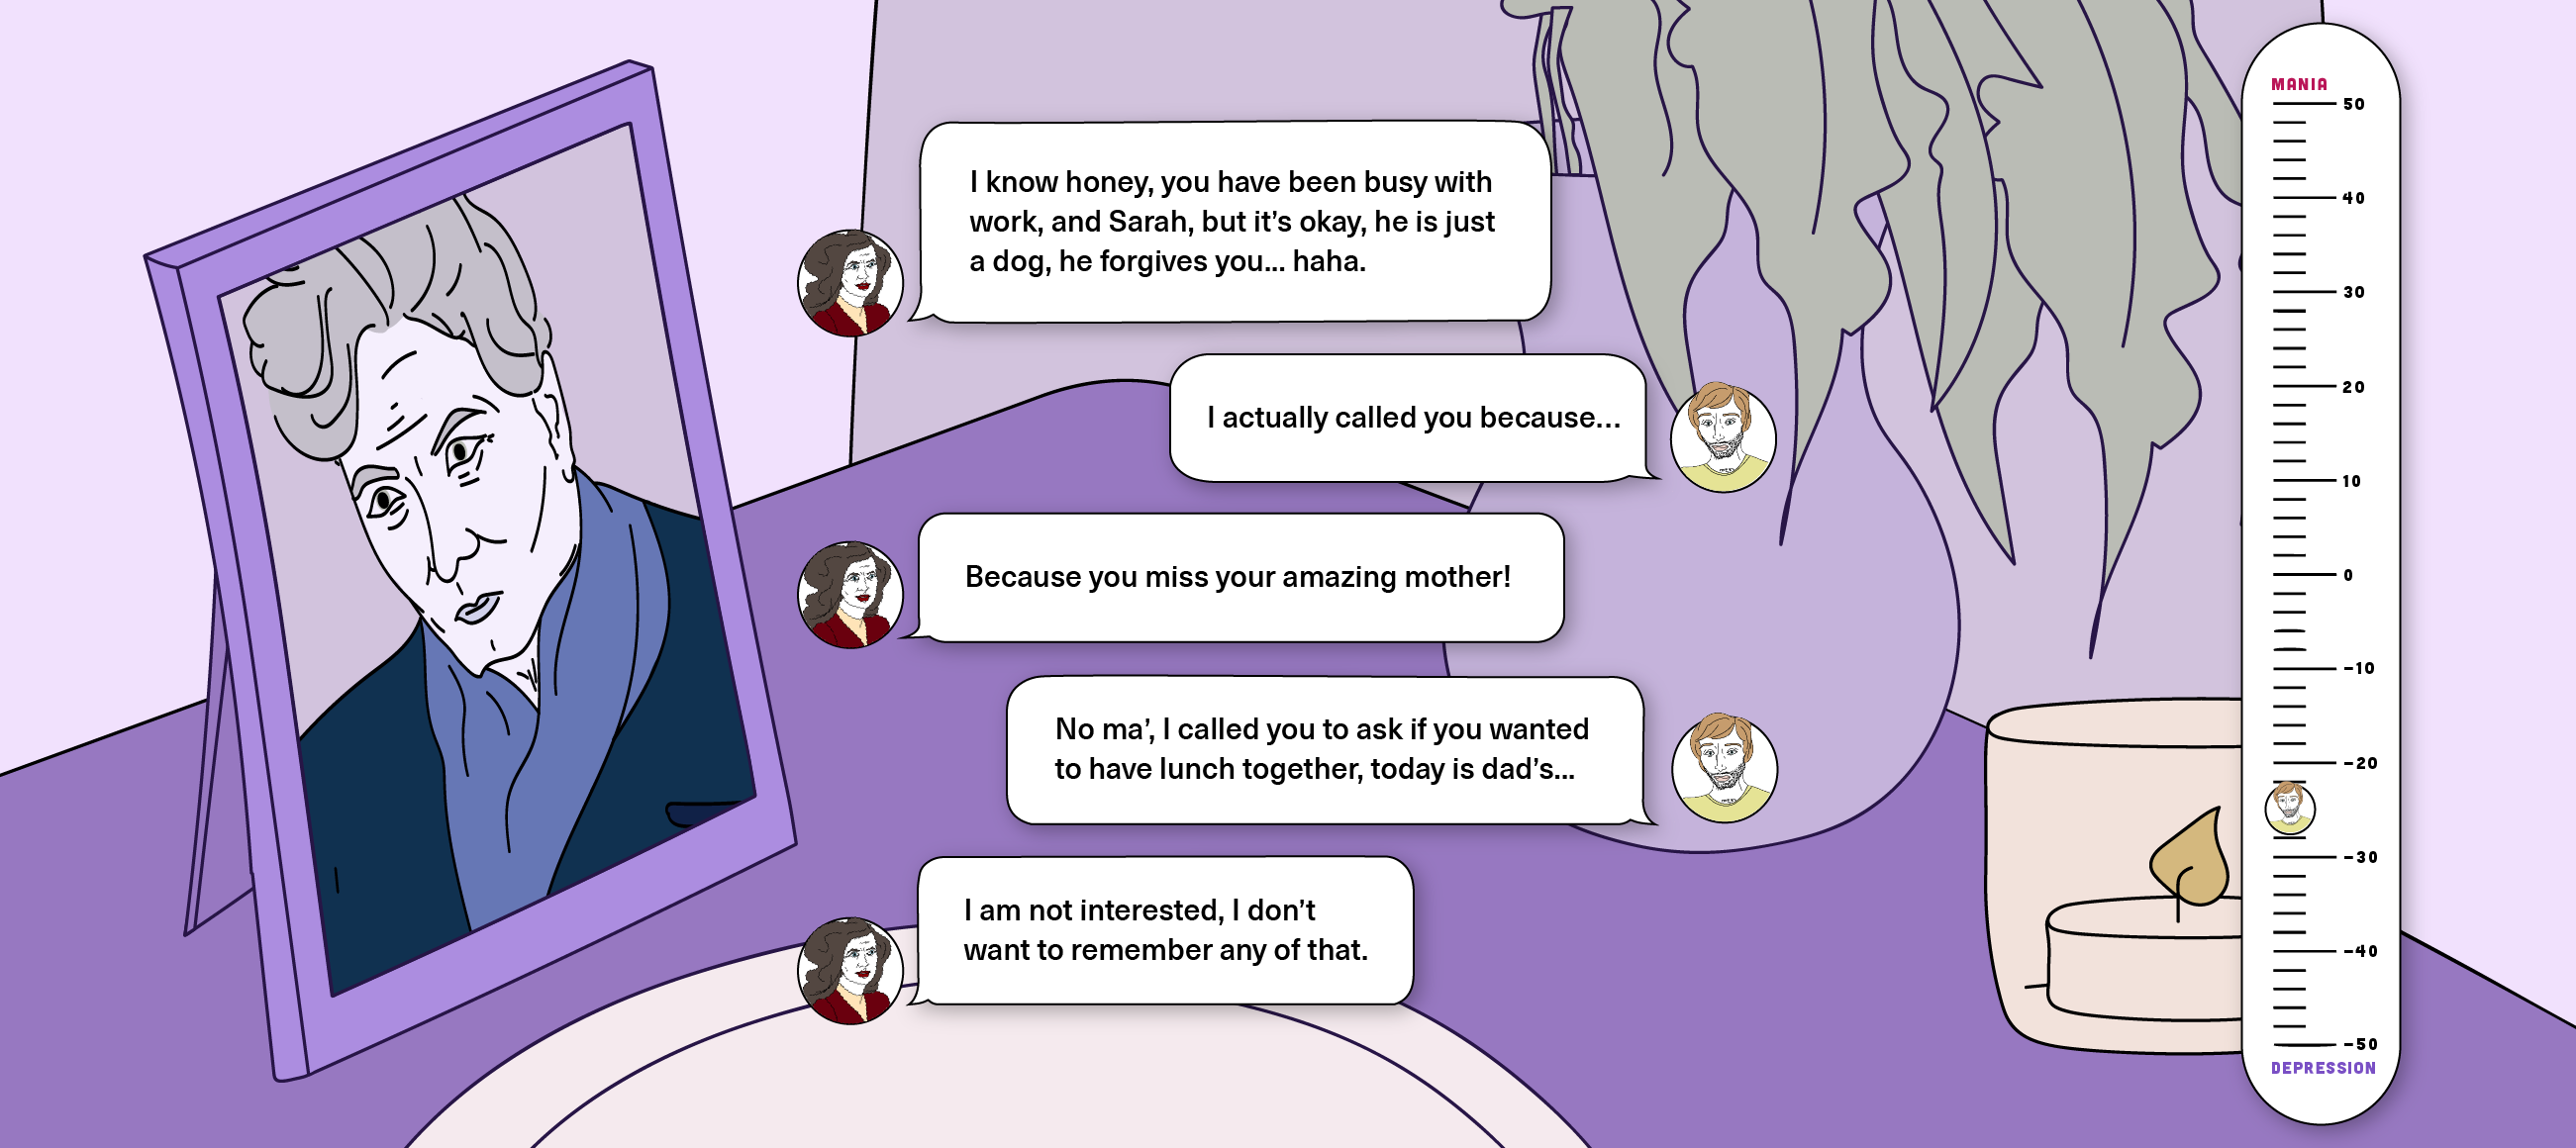 I know honey, you have been busy with
work, and Sarah, but it’s okay, he is just
a dog, he forgives you... haha.
I actually called you because...
Because you miss your amazing mother!
No ma’, I called you to ask if you wanted
to have lunch together, today is dad’s...
I am not interested, I don’t
want to remember any of that.
MANIA
50
40
30
20
10
0
-10
-20
-30
-40
-50
DEPRESSION